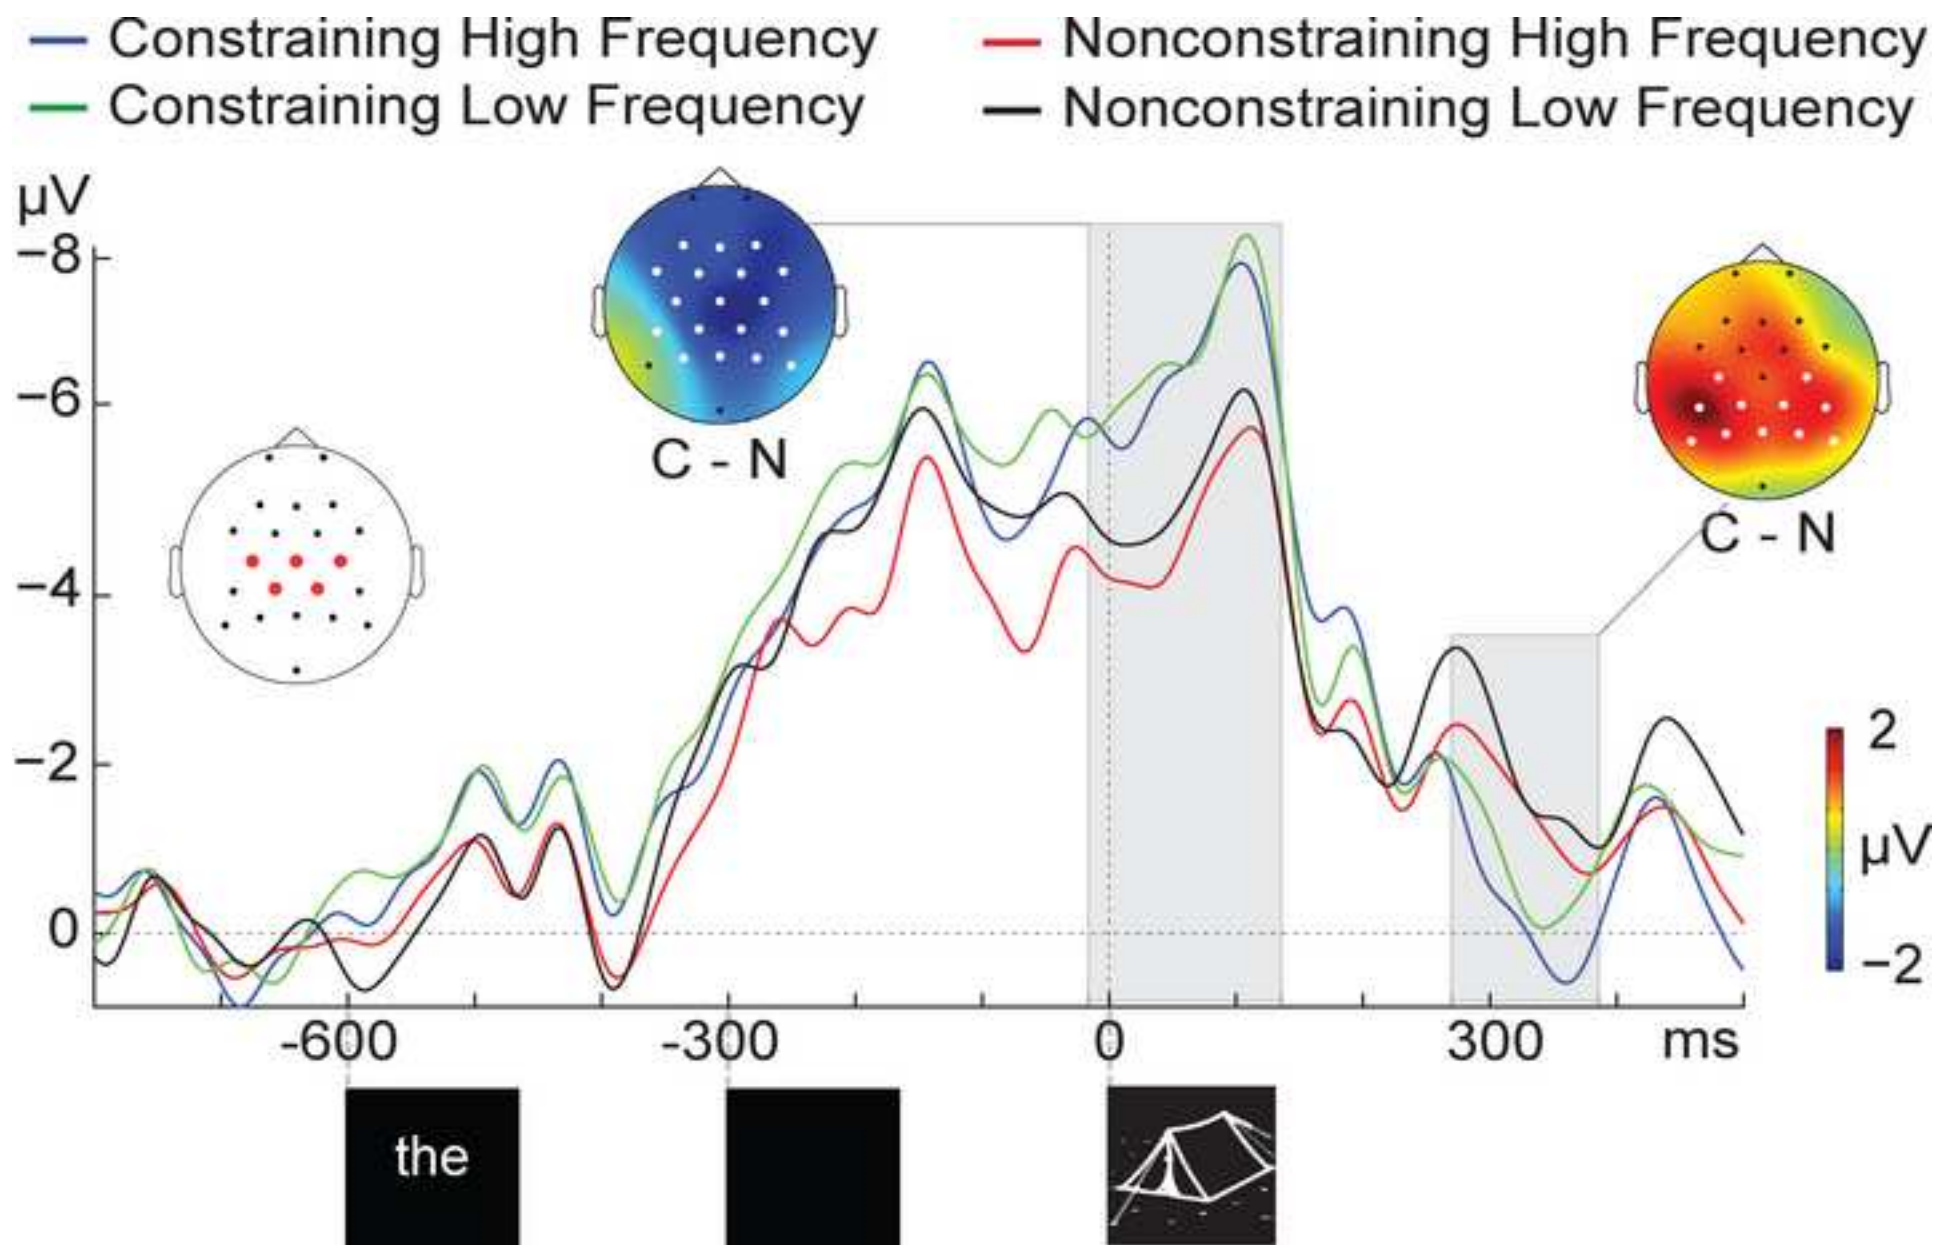 Constraining High Frequency
Nonconstraining High Frequency
Constraining Low Frequency
Nonconstraining Low Frequency
μV
−8
−6
−4
−2
0
C - N
C - N
2
μV
−2
-600
-300
0
300
ms
the